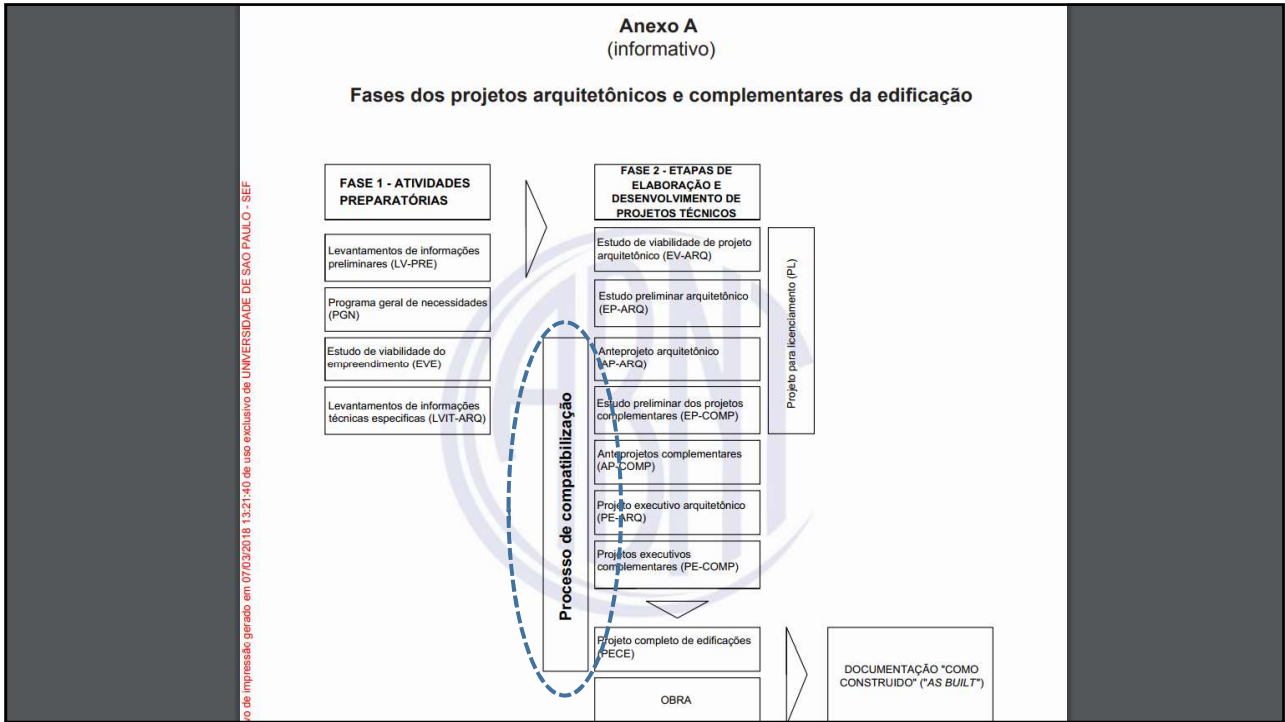 Anexo A
(informativo)
Fases dos projetos arquitetônicos e complementares da edificação
FASE 1 - ATIVIDADES
PREPARATÓRIAS
Levantamentos de informações
preliminares (LV-PRE)
Programa geral de necessidades
(PGN)
Estudo de viabilidade do
empreendimento (EVE)
Levantamentos de informações
técnicas especificas (LVIT-ARQ)
Processo de compatibilização
FASE 2 - ETAPAS DE
ELABORAÇÃO E
DESENVOLVIMENTO DE
PROJETOS TÉCNICOS
Estudo de viabilidade de projeto
arquitetônico (EV-ARQ)
Estudo preliminar arquitetônico
(EP-ARQ)
Anteprojeto arquitetônico
(AP-ARQ)
Estudo preliminar dos projetos
complementares (EP-COMP)
Anteprojetos complementares
(AP-COMP)
Projeto executivo arquitetônico
(PE-ARQ)
Projetos executivos
complementares (PE-COMP)
Projeto completo de edificações
(PECE)
OBRA
Projeto para licenciamento (PL)
DOCUMENTAÇÃO "COMO
CONSTRUIDO" ("AS BUILT")
vo de impressão gerado em 07/03/2018 13:21:40 de uso exclusivo de UNIVERSIDADE DE SAO PAULO - SEF
ABNT